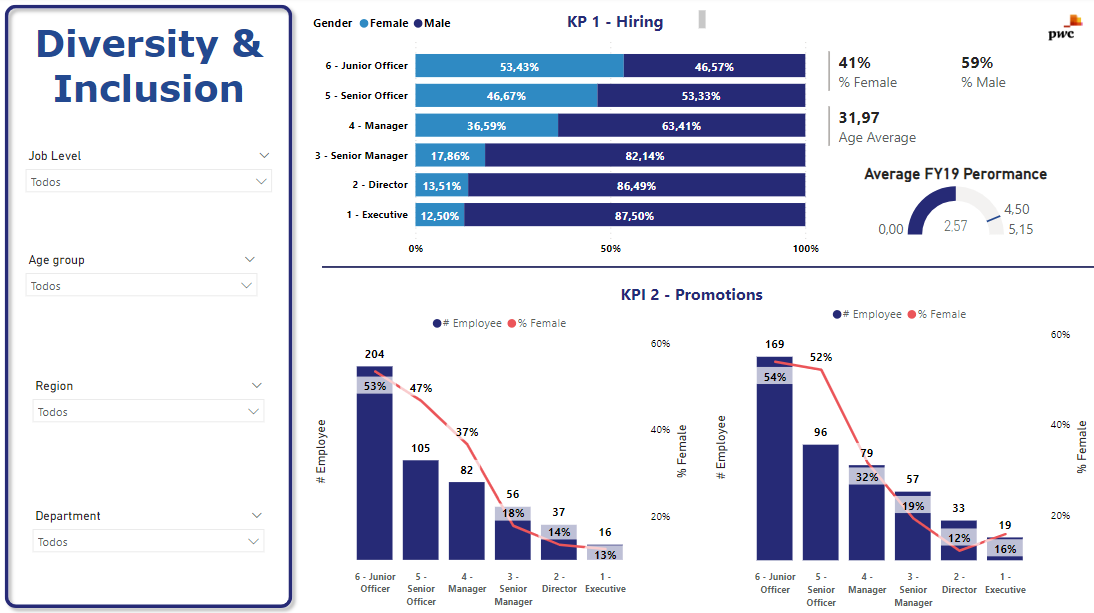 Diversity &
Inclusion
Job Level
Todos
Age group
Todos
Region
Todos
Department
Todos
Gender Female Male
KP 1 - Hiring
pwc
6 - Junior Officer 53,43% 46,57%
5 - Senior Officer 46,67% 53,33%
4 - Manager 36,59% 63,41%
3 - Senior Manager 17,86% 82,14%
2 - Director 13,51% 86,49%
1 - Executive 12,50% 87,50%
0% 50% 100%
41% 59%
% Female % Male
31,97
Age Average
Average FY19 Perormance
4,50
0,00 2,57 5,15
KPI 2 - Promotions
# Employee % Female
60%
204
53% 47%
37%
40%
105
82
56
18%
37
14%
16
13%
20%
# Employee
% Female
6 - Junior 5 - 4 - 3 - 2 - 1 -
Officer Senior Manager Senior Director Executive
Officer Manager
# Employee % Female
60%
169
54%
52%
40%
96
79
32%
57
19%
33
12%
19
16%
20%
# Employee
% Female
6 - Junior 5 - 4 - 3 - 2 - 1 -
Officer Senior Manager Senior Director Executive
Officer Manager